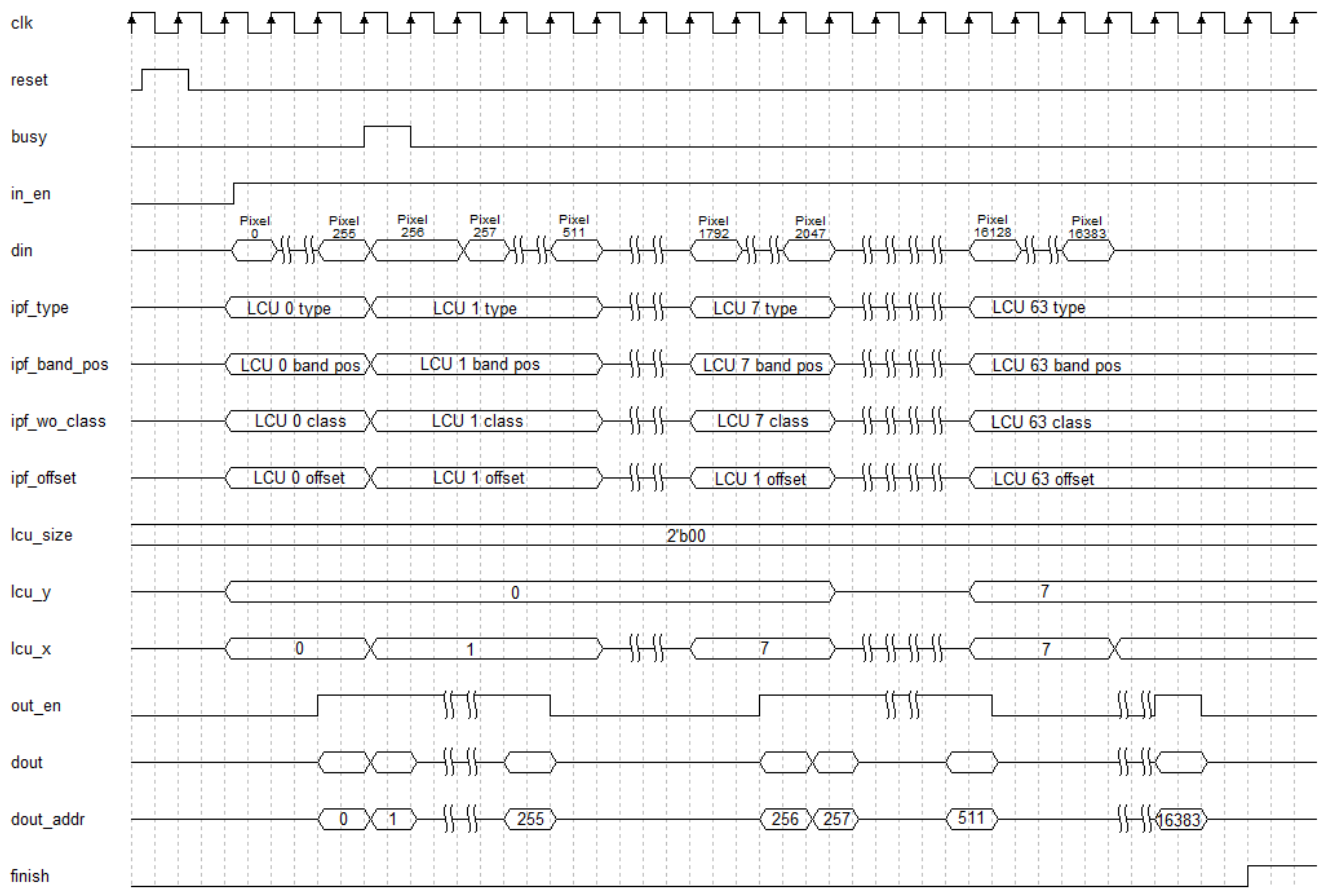 clk
reset
busy
in_en
Pixel 0 Pixel 255 Pixel 256 Pixel 257 Pixel 511 Pixel 1792 Pixel 2047 Pixel 16128 Pixel 16383
din
ipf_type LCU 0 type LCU 1 type LCU 7 type LCU 63 type
ipf_band_pos LCU 0 band pos LCU 1 band pos LCU 7 band pos LCU 63 band pos
ipf_wo_class LCU 0 class LCU 1 class LCU 7 class LCU 63 class
ipf_offset LCU 0 offset LCU 1 offset LCU 1 offset LCU 63 offset
lcu_size 2'b00
lcu_y 0 7
lcu_x 0 1 7 7
out_en
dout
dout_addr 0 1 255 256 257 511 16383
finish